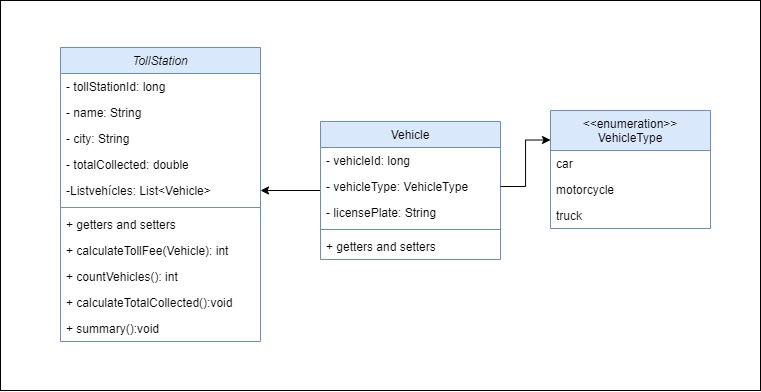 TollStation
- tollStationId: long
- name: String
- city: String
- totalCollected: double
-Listvehícles: List<Vehicle>
+ getters and setters
+ calculateTollFee(Vehicle): int
+ countVehicles(): int
+ calculateTotalCollected():void
+ summary():void
Vehicle
- vehicleId: long
- vehicleType: VehicleType
- licensePlate: String
+ getters and setters
<<enumeration>>
VehicleType
car
motorcycle
truck